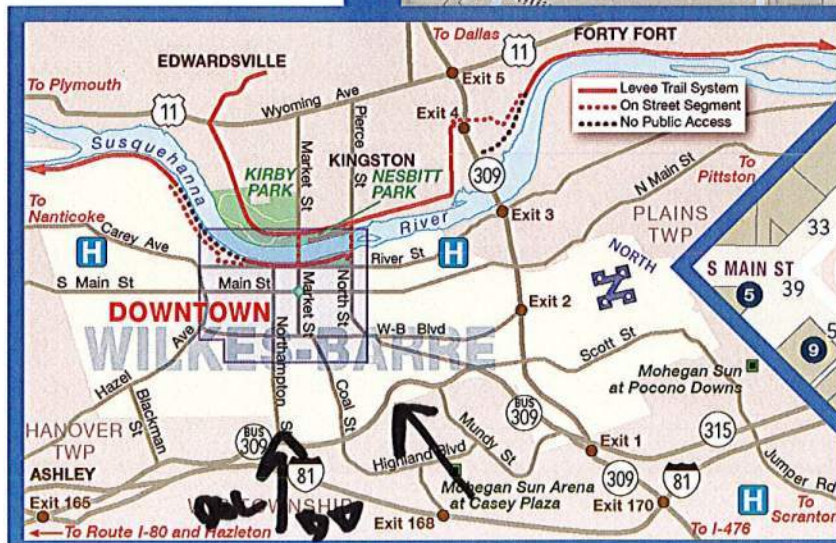 To Dallas
11
FORTY FORT
EDWARDSVILLE
Exit 5
To Plymouth
11
Wyoming Ave
Pierce St
Exit 4
Levee Trail System
On Street Segment
No Public Access
Susquehanna
KIRBY
PARK
Market St
KINGSTON
NESBITT
PARK
309
N Main St
To
Pittston
To
Nanticoke
River
Exit 3
PLAINS
TWP
33
Carey Ave
H
H
River St
NORTH
S MAIN ST
S Main St
Main St
Market St
North St
5
39
DOWNTOWN
Exit 2
W-B Blvd
WILKES-BARRE
Scott St
9
5
Hazel Ave
Northampton St
Mohegan Sun
at Pocono Downs
Blackman St
Coal St
BUS
309
HANOVER
TWP
BUS
309
Mundy St
315
Highland Blvd
Exit 1
ASHLEY
81
309
81
Jumper Rd
Mohegan Sun Arena
at Casey Plaza
Exit 165
Exit 168
Exit 170
H
To
Scranton
To Route I-80 and Hazleton
To I-476